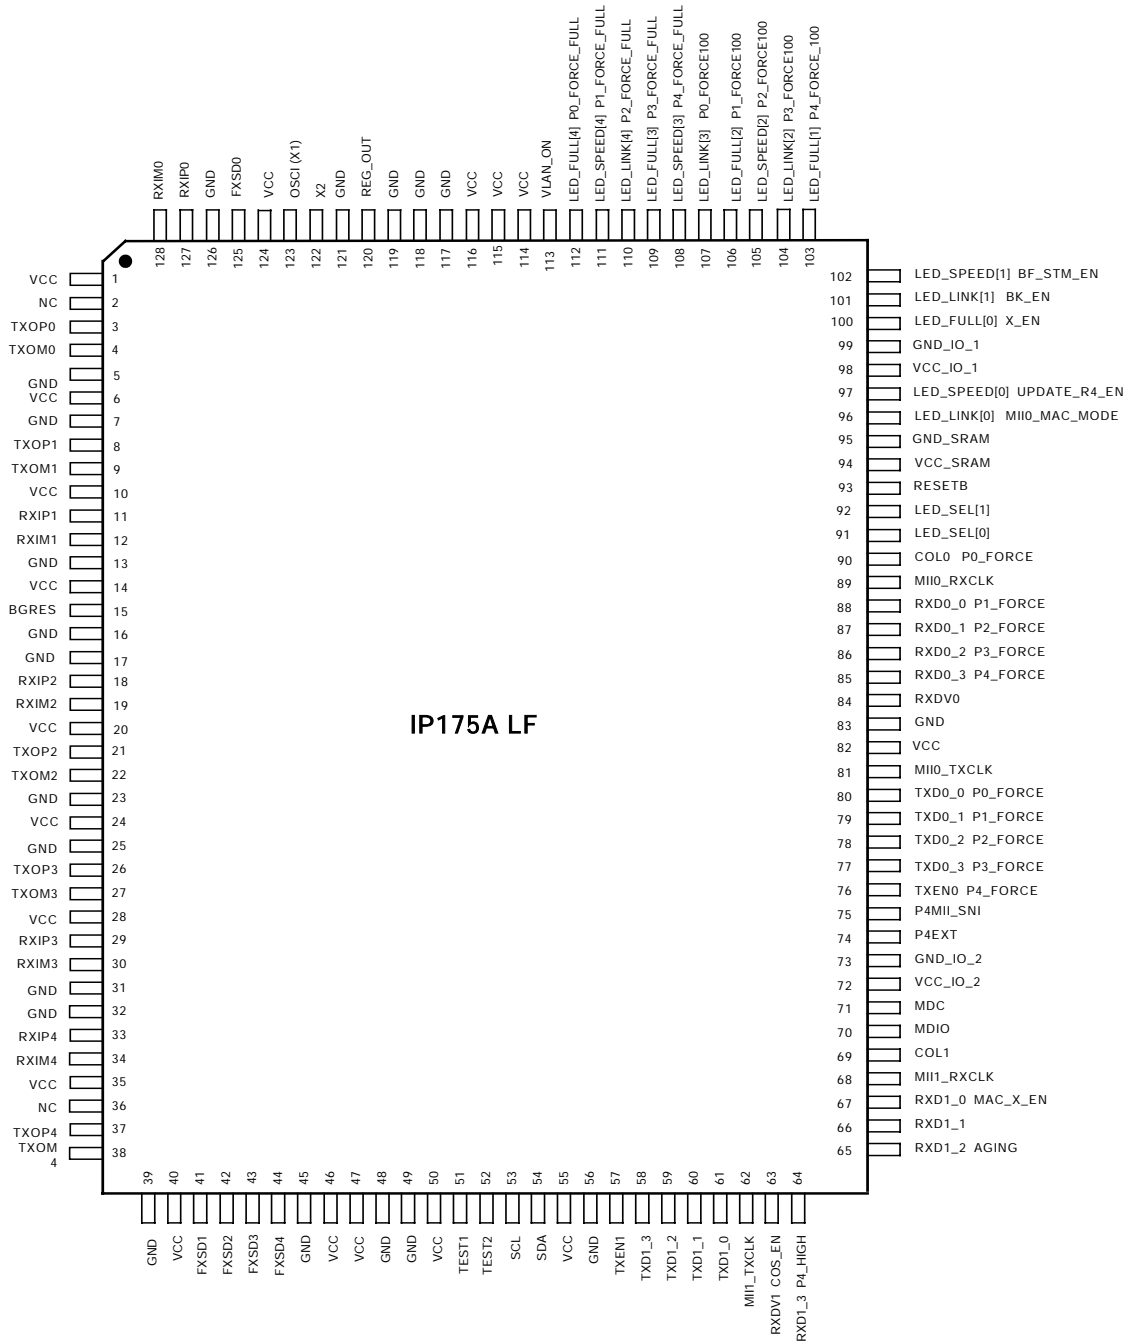 LED_FULL[4] P0_FORCE_FULL
LED_SPEED[4] P1_FORCE_FULL
LED_LINK[4] P2_FORCE_FULL
LED_FULL[3] P3_FORCE_FULL
LED_SPEED[3] P4_FORCE_FULL
LED_LINK[3] P0_FORCE100
LED_FULL[2] P1_FORCE100
LED_SPEED[2] P2_FORCE100
LED_LINK[2] P3_FORCE100
LED_FULL[1] P4_FORCE_100
RXIM0
RXIP0
GND
FXSD0
VCC
OSCI (X1)
X2
GND
REG_OUT
GND
GND
GND
VCC
VCC
VCC
VLAN_ON
128
127
126
125
124
123
122
121
120
119
118
117
116
115
114
113
112
111
110
109
108
107
106
105
104
103
VCC 1
NC 2
TXOP0 3
TXOM0 4
GND 5
VCC 6
GND 7
TXOP1 8
TXOM1 9
VCC 10
RXIP1 11
RXIM1 12
GND 13
VCC 14
BGRES 15
GND 16
GND 17
RXIP2 18
RXIM2 19
VCC 20
TXOP2 21
TXOM2 22
GND 23
VCC 24
GND 25
TXOP3 26
TXOM3 27
VCC 28
RXIP3 29
RXIM3 30
GND 31
GND 32
RXIP4 33
RXIM4 34
VCC 35
NC 36
TXOP4 37
TXOM 38
4
IP175A LF
102 LED_SPEED[1] BF_STM_EN
101 LED_LINK[1] BK_EN
100 LED_FULL[0] X_EN
99 GND_IO_1
98 VCC_IO_1
97 LED_SPEED[0] UPDATE_R4_EN
96 LED_LINK[0] MII0_MAC_MODE
95 GND_SRAM
94 VCC_SRAM
93 RESETB
92 LED_SEL[1]
91 LED_SEL[0]
90 COL0 P0_FORCE
89 MII0_RXCLK
88 RXD0_0 P1_FORCE
87 RXD0_1 P2_FORCE
86 RXD0_2 P3_FORCE
85 RXD0_3 P4_FORCE
84 RXDV0
83 GND
82 VCC
81 MII0_TXCLK
80 TXD0_0 P0_FORCE
79 TXD0_1 P1_FORCE
78 TXD0_2 P2_FORCE
77 TXD0_3 P3_FORCE
76 TXEN0 P4_FORCE
75 P4MII_SNI
74 P4EXT
73 GND_IO_2
72 VCC_IO_2
71 MDC
70 MDIO
69 COL1
68 MII1_RXCLK
67 RXD1_0 MAC_X_EN
66 RXD1_1
65 RXD1_2 AGING
39
40
41
42
43
44
45
46
47
48
49
50
51
52
53
54
55
56
57
58
59
60
61
62
63
64
GND
VCC
FXSD1
FXSD2
FXSD3
FXSD4
GND
VCC
VCC
GND
GND
VCC
TEST1
TEST2
SCL
SDA
VCC
GND
TXEN1
TXD1_3
TXD1_2
TXD1_1
TXD1_0
MII1_TXCLK
RXDV1 COS_EN
RXD1_3 P4_HIGH